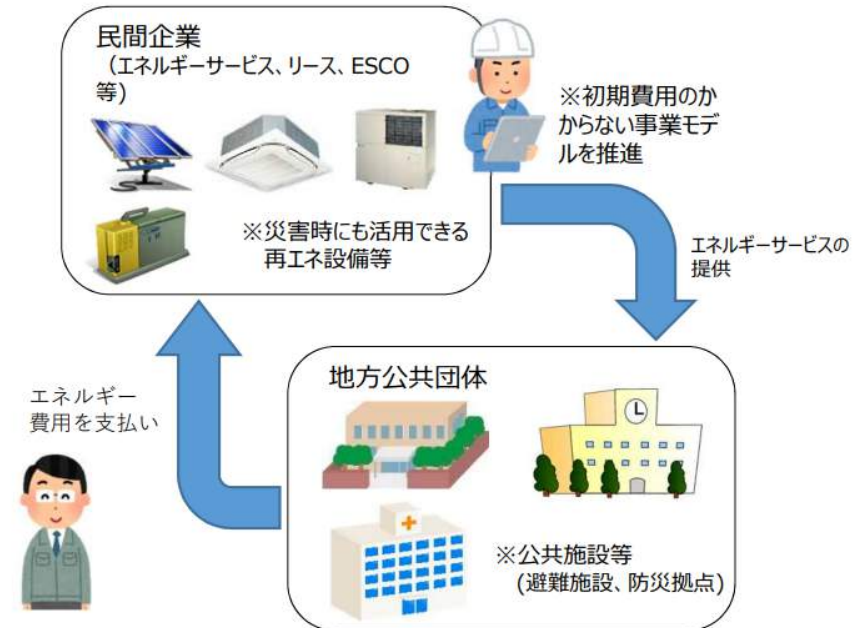 民間企業
（エネルギーサービス、リース、ESCO
等）
※初期費用のか
からない事業モデ
ルを推進
※災害時にも活用できる
再エネ設備等
エネルギーサービスの
提供
地方公共団体
エネルギー
費用を支払い
※公共施設等
(避難施設、防災拠点)